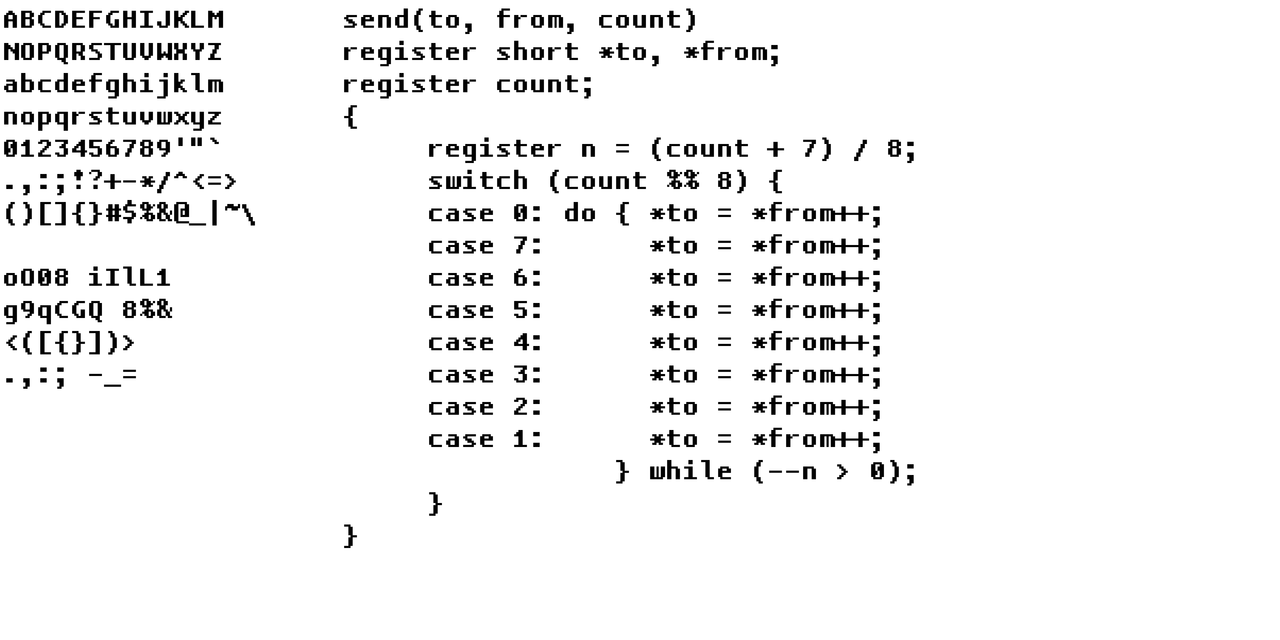 ABCDEFGHIJKLM
NOPQRSTUVWXYZ
abcdefghijklm
nopqrstuvwxyz
0123456789'"`
.,:;!?+-*/^<=>
()[]{}#$%&@_|~\
oO08 iIlL1
g9qCGQ 8%&
<([{}])>
.,:; -_=
send(to, from, count)
register short *to, *from;
register count;
{
     register n = (count + 7) / 8;
     switch (count %% 8) {
     case 0: do { *to = *from++;
     case 7:      *to = *from++;
     case 6:      *to = *from++;
     case 5:      *to = *from++;
     case 4:      *to = *from++;
     case 3:      *to = *from++;
     case 2:      *to = *from++;
     case 1:      *to = *from++;
                } while (--n > 0);
     }
}